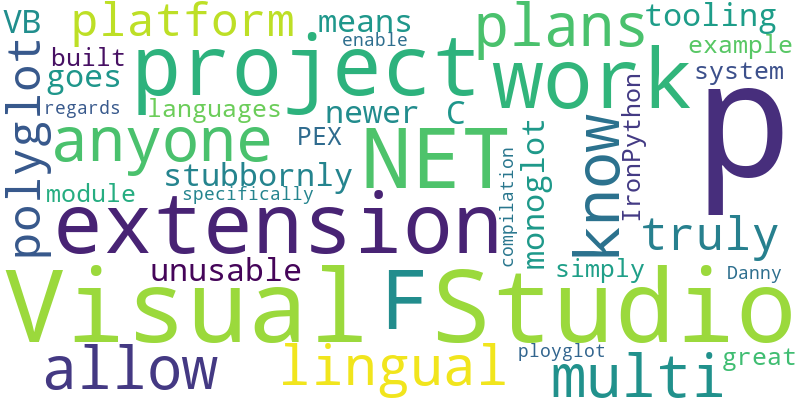 VB platform means plans tooling
enable
built example
goes project work system
regards languages newer C
polyglot anyone PEX NET monoglot know IronPython p
stubbornly
module specifically compilation
extension truly
unusable simply
Visual F Studio Danny
allow lingual ployglot multi great